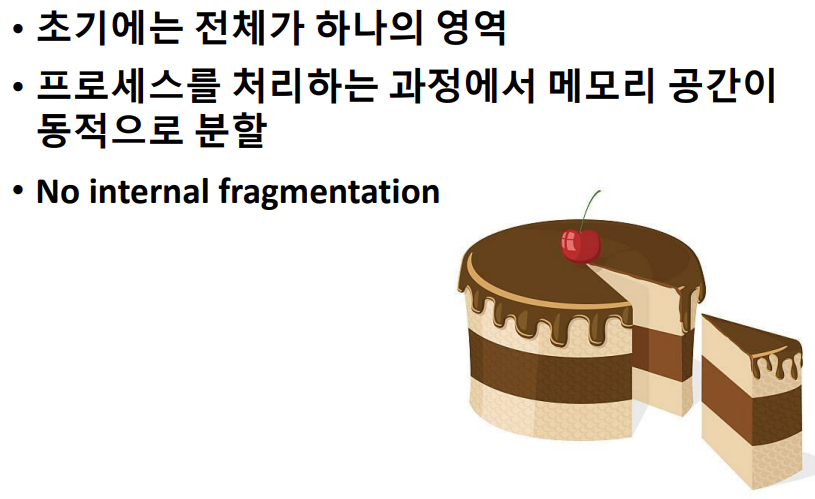 • 초기에는 전체가 하나의 영역
• 프로세스를 처리하는 과정에서 메모리 공간이
동적으로 분할
• No internal fragmentation